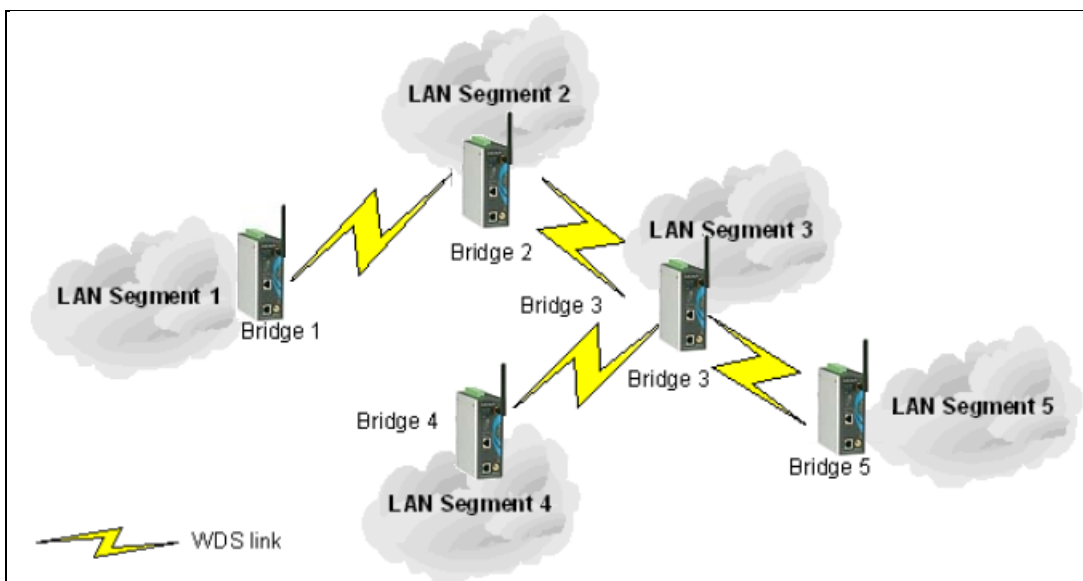 LAN Segment 2
Bridge 2
LAN Segment 3
LAN Segment 1
Bridge 1
Bridge 3
Bridge 3
Bridge 4
LAN Segment 5
Bridge 5
LAN Segment 4
WDS link